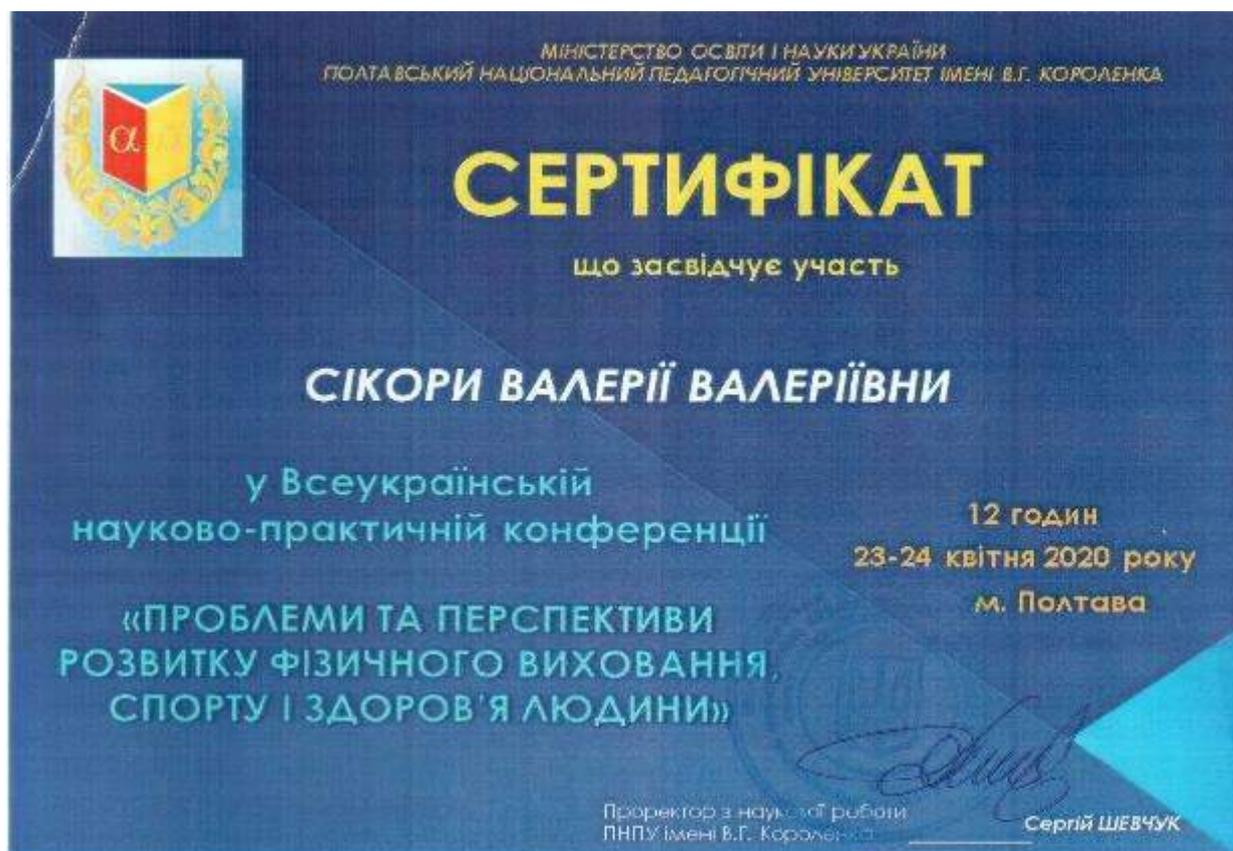 МІНІСТЕРСТВО ОСВІТИ І НАУКИ УКРАЇНИ
ПОЛТАВСЬКИЙ НАЦІОНАЛЬНИЙ ПЕДАГОГІЧНИЙ УНІВЕРСИТЕТ ІМЕНІ В.Г. КОРОЛЕНКА
α
СЕРТИФІКАТ
що засвідчує участь
СІКОРИ ВАЛЕРІЇ ВАЛЕРІЇВНИ
у Всеукраїнській
науково-практичній конференції
«ПРОБЛЕМИ ТА ПЕРСПЕКТИВИ
РОЗВИТКУ ФІЗИЧНОГО ВИХОВАННЯ,
СПОРТУ І ЗДОРОВ'Я ЛЮДИНИ»
12 годин
23-24 квітня 2020 року
м. Полтава
Проректор з наукової роботи
ПНПУ імені В.Г. Короленка
Сергій ШЕВЧУК